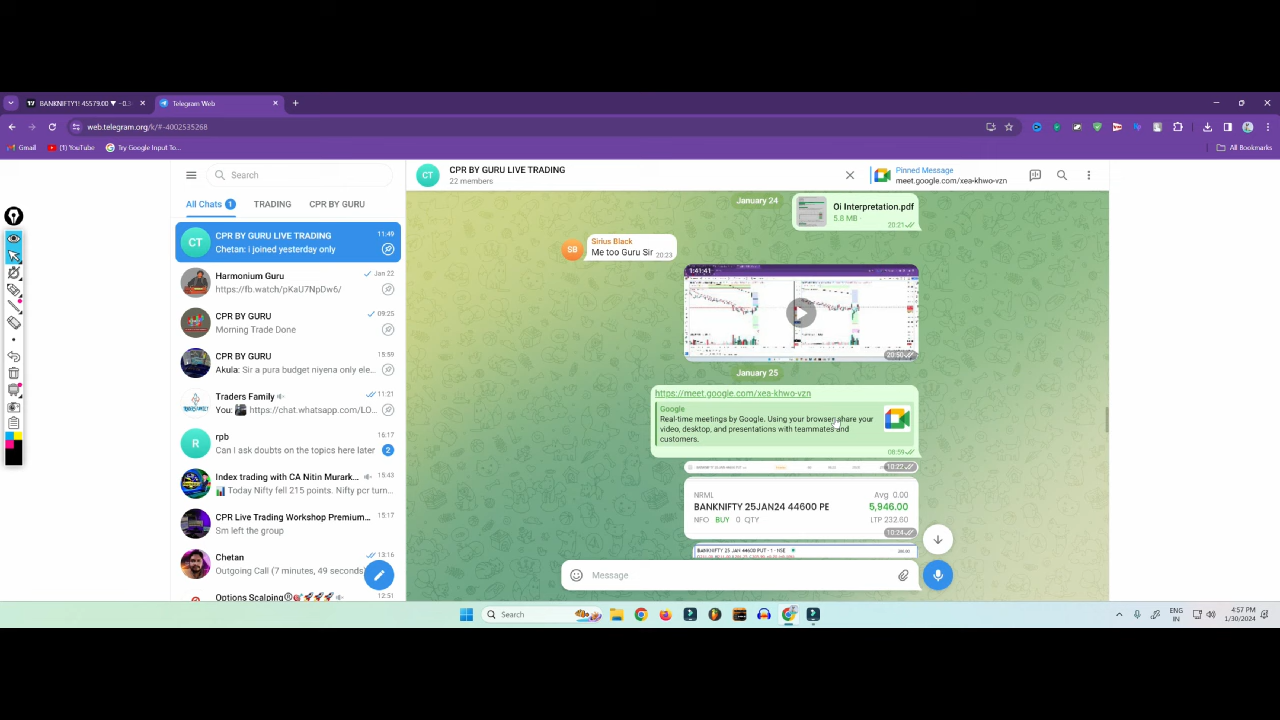 BANKNIFTY1! 45579.00 ▼ −0.3
Telegram Web
web.telegram.org/k/#-4002535268
Gmail
(1) YouTube
Try Google Input To...
All Bookmarks
Search
All Chats 1
TRADING
CPR BY GURU
CT
CPR BY GURU LIVE TRADING
11:49
Chetan: i joined yesterday only
Harmonium Guru
Jan 22
https://fb.watch/pKaU7NpDw6/
CPR BY GURU
09:25
Morning Trade Done
CPR BY GURU
15:59
Akula: Sir a pura budget niyena only ele...
Traders Family
11:21
You: https://chat.whatsapp.com/LO...
R
rpb
16:17
Can I ask doubts on the topics here later
2
Index trading with CA Nitin Murark...
15:43
Today Nifty fell 215 points. Nifty pcr turn...
CPR Live Trading Workshop Premium...
15:17
Sm left the group
Chetan
13:16
Outgoing Call (7 minutes, 49 seconds)
Options Scalping®
12:51
CT
CPR BY GURU LIVE TRADING
22 members
Pinned Message
meet.google.com/xea-khwo-vzn
January 24
Oi Interpretation.pdf
5.8 MB
20:21
SB
Sirius Black
Me too Guru Sir
20:23
1:41:41
20:50
January 25
https://meet.google.com/xea-khwo-vzn
Google
Real-time meetings by Google. Using your browser, share your
video, desktop, and presentations with teammates and
customers.
08:59
10:22
NRML
Avg 0.00
BANKNIFTY 25JAN24 44600 PE
5,946.00
NFO BUY 0 QTY
LTP 232.60
10:24
BANKNIFTY 25 JAN 44600 PUT · 1 · NSE
Message
Search
ENG
IN
4:57 PM
1/30/2024